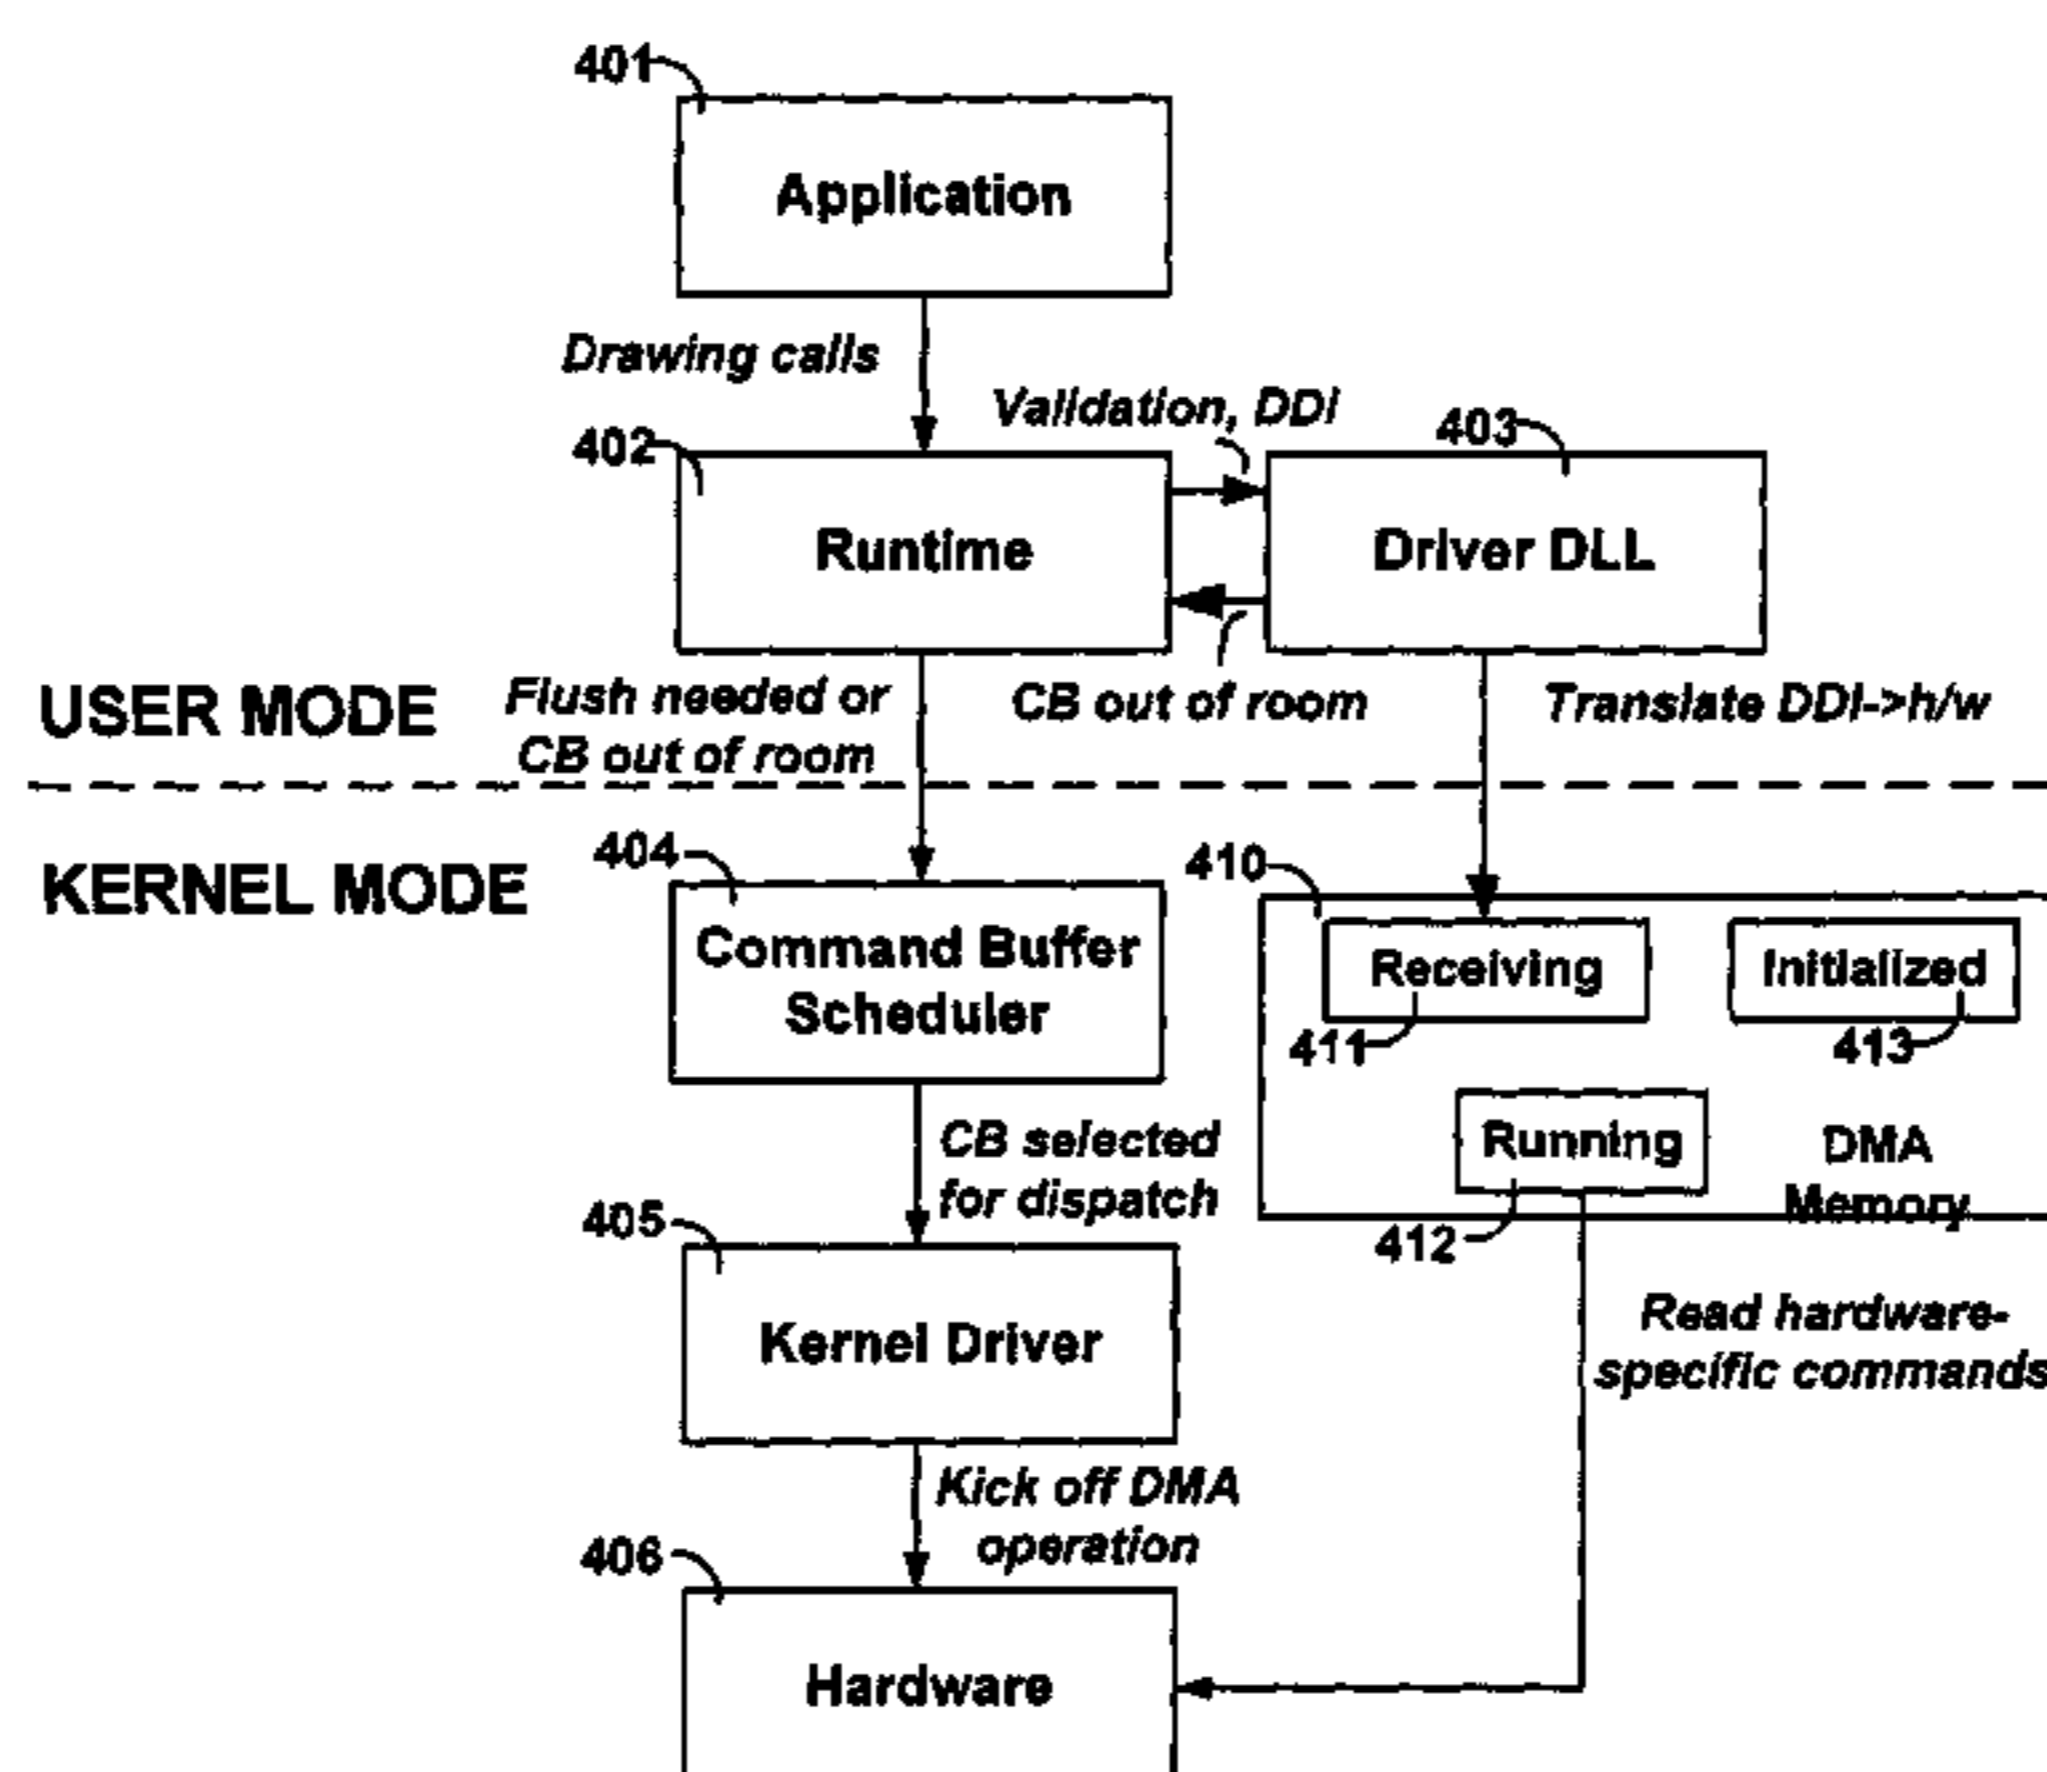 401
Application
Drawing calls
Validation, DDI
402
403
Runtime
Driver DLL
USER MODE
Flush needed or
CB out of room
CB out of room
Translate DDI->h/w
KERNEL MODE
404
410
Command Buffer
Scheduler
Receiving
Initialized
411
413
Running
DMA
Memory
412
CB selected
for dispatch
405
Kernel Driver
Read hardware-
specific commands
Kick off DMA
operation
406
Hardware